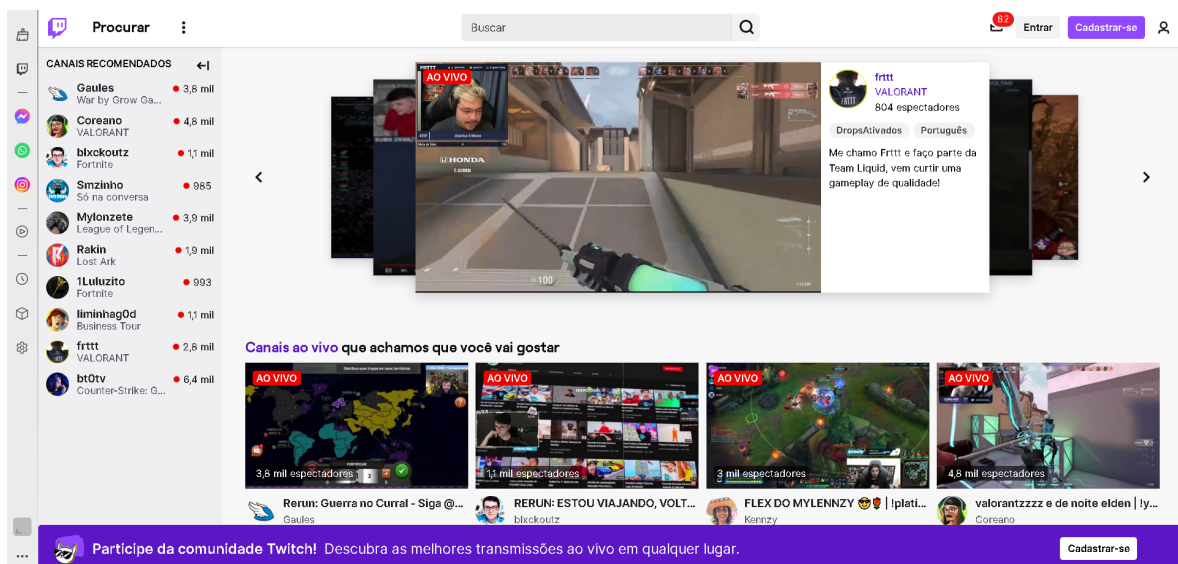 Procurar
Buscar
82
Entrar
Cadastrar-se
CANAIS RECOMENDADOS
Gaules
3,8 mil
War by Grow Ga...
Coreano
4,8 mil
VALORANT
blxckoutz
1,1 mil
Fortnite
Smzinho
985
Só na conversa
Mylonzete
3,9 mil
League of Legen...
Rakin
1,9 mil
Lost Ark
1Luluzito
993
Fortnite
liminhag0d
1,1 mil
Business Tour
frttt
2,8 mil
VALORANT
bt0tv
6,4 mil
Counter-Strike: G...
AO VIVO
HONDA
100
frttt
VALORANT
804 espectadores
DropsAtivados
Português
Me chamo Frttt e faço parte da
Team Liquid, vem curtir uma
gameplay de qualidade!
Canais ao vivo que achamos que você vai gostar
AO VIVO
3,8 mil espectadores
Rerun: Guerra no Curral - Siga @...
Gaules
AO VIVO
1,1 mil espectadores
RERUN: ESTOU VIAJANDO, VOLT...
blxckoutz
AO VIVO
3 mil espectadores
FLEX DO MYLENNZY 😎🌹 | !plati...
Kennzy
AO VIVO
4,8 mil espectadores
valorantzzzz e de noite elden | !y...
Coreano
Participe da comunidade Twitch! Descubra as melhores transmissões ao vivo em qualquer lugar.
Cadastrar-se